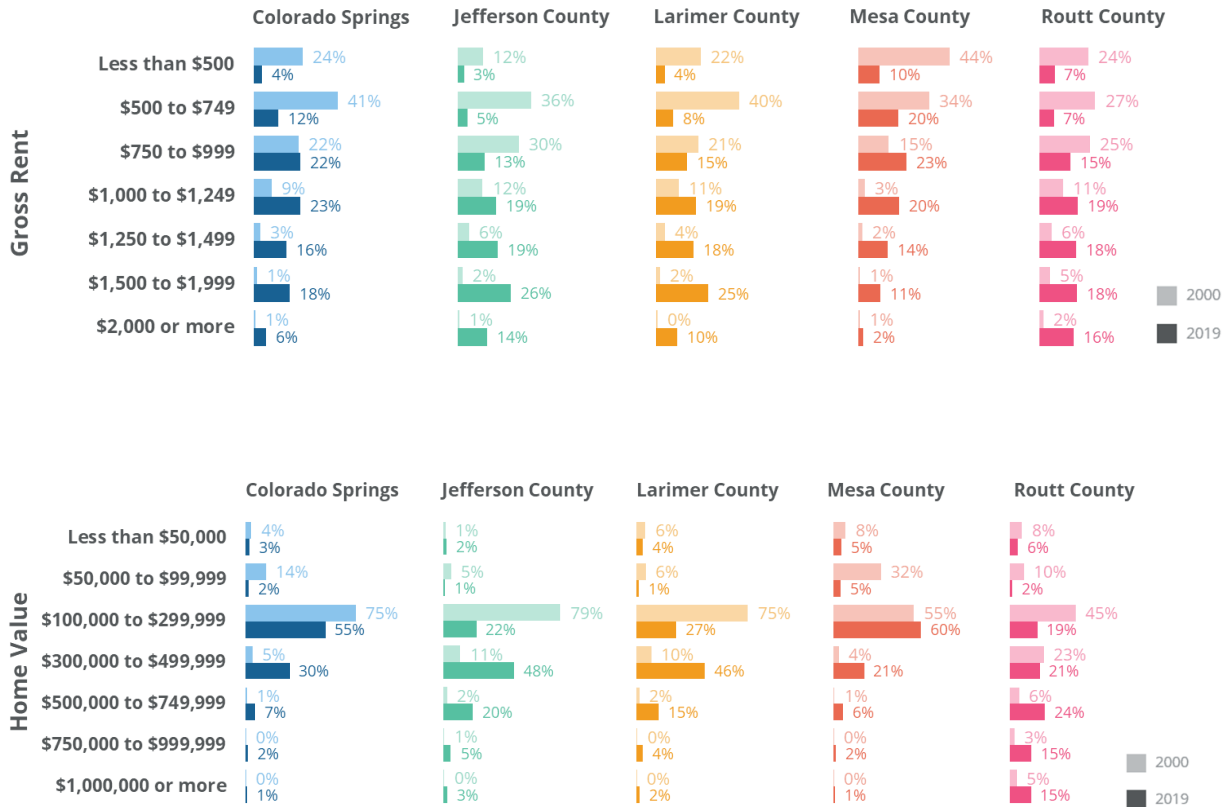 Colorado Springs Jefferson County Larimer County Mesa County Routt County
Gross Rent
Less than $500 24% 12% 22% 44% 24%
4% 3% 4% 10% 7%
$500 to $749 41% 36% 40% 34% 27%
12% 5% 8% 20% 7%
$750 to $999 22% 30% 21% 15% 25%
22% 13% 15% 23% 15%
$1,000 to $1,249 9% 12% 11% 3% 11%
23% 19% 19% 20% 19%
$1,250 to $1,499 3% 6% 4% 2% 6%
16% 19% 18% 14% 18%
$1,500 to $1,999 1% 2% 2% 1% 5%
18% 26% 25% 11% 18%
2000
$2,000 or more 1% 1% 0% 1% 2%
6% 14% 10% 2% 16%
2019
Colorado Springs Jefferson County Larimer County Mesa County Routt County
Home Value
Less than $50,000 4% 1% 6% 8% 8%
3% 2% 4% 5% 6%
$50,000 to $99,999 14% 5% 6% 32% 10%
2% 1% 1% 5% 2%
$100,000 to $299,999 75% 79% 75% 55% 45%
55% 22% 27% 60% 19%
$300,000 to $499,999 5% 11% 10% 4% 23%
30% 48% 46% 21% 21%
$500,000 to $749,999 1% 2% 2% 1% 6%
7% 20% 15% 6% 24%
$750,000 to $999,999 0% 1% 0% 0% 3%
2% 5% 4% 2% 15%
2000
$1,000,000 or more 0% 0% 0% 0% 5%
1% 3% 2% 1% 15%
2019